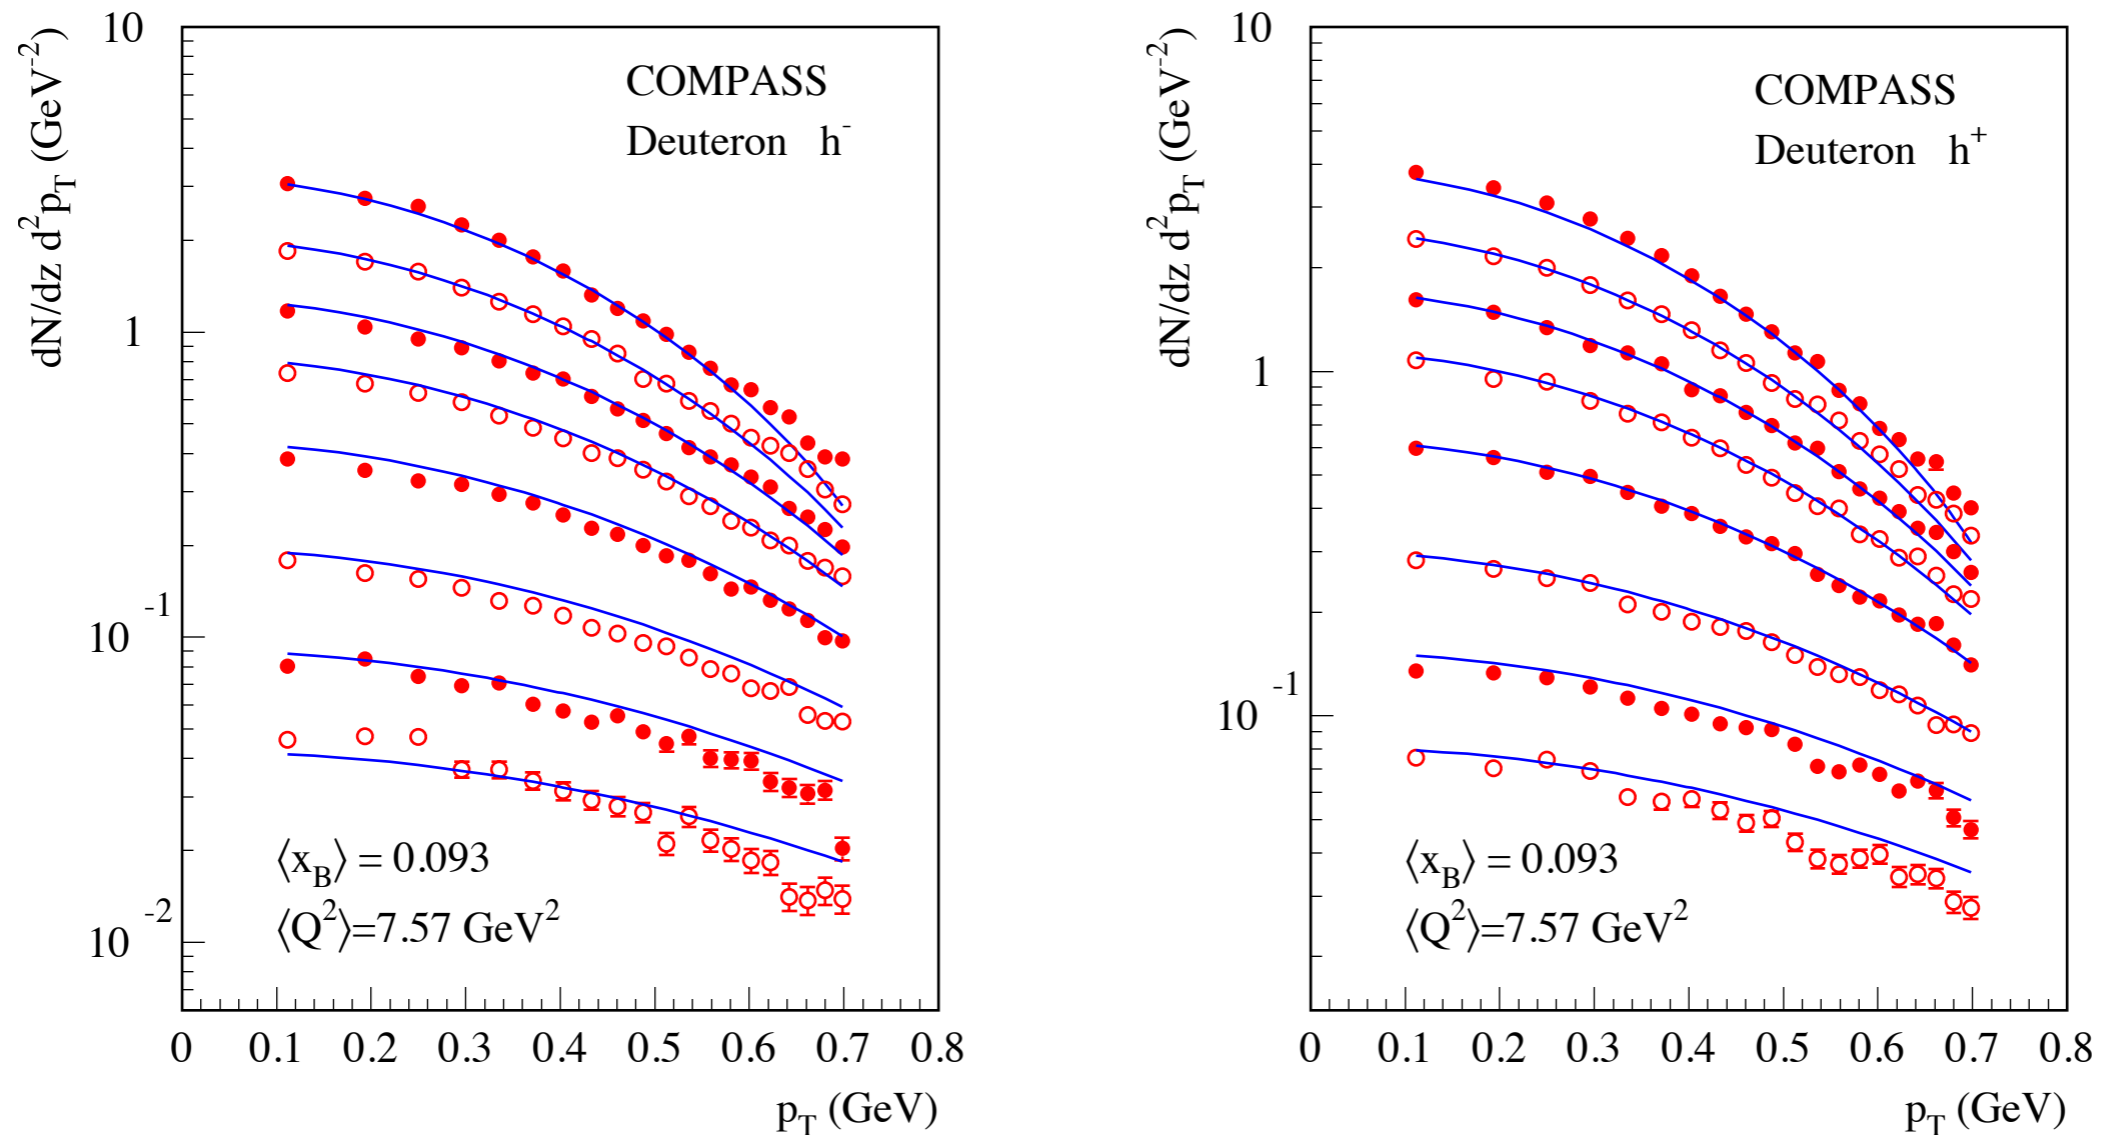 dN/dz d²p_T (GeV⁻²)
10
1
10⁻¹
10⁻²
COMPASS
Deuteron h⁻
⟨x_B⟩ = 0.093
⟨Q²⟩=7.57 GeV²
0 0.1 0.2 0.3 0.4 0.5 0.6 0.7 0.8
p_T (GeV)
dN/dz d²p_T (GeV⁻²)
10
1
10⁻¹
COMPASS
Deuteron h⁺
⟨x_B⟩ = 0.093
⟨Q²⟩=7.57 GeV²
0 0.1 0.2 0.3 0.4 0.5 0.6 0.7 0.8
p_T (GeV)